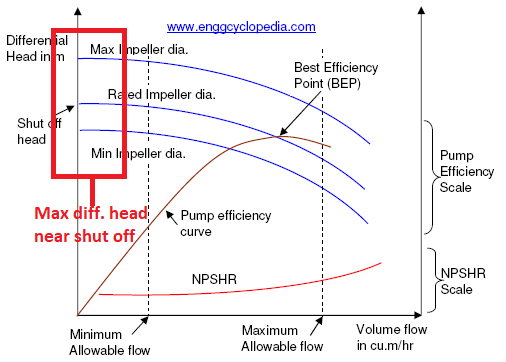 www.enggcyclopedia.com
Differential
Head in m
Max Impeller dia.
Best Efficiency
Point (BEP)
Rated Impeller dia.
Shut off
head
Min Impeller dia.
Pump
Efficiency
Scale
Max diff. head
near shut off
Pump efficiency
curve
NPSHR
NPSHR
Scale
Minimum
Allowable flow
Maximum
Allowable flow
Volume flow
in cu.m/hr